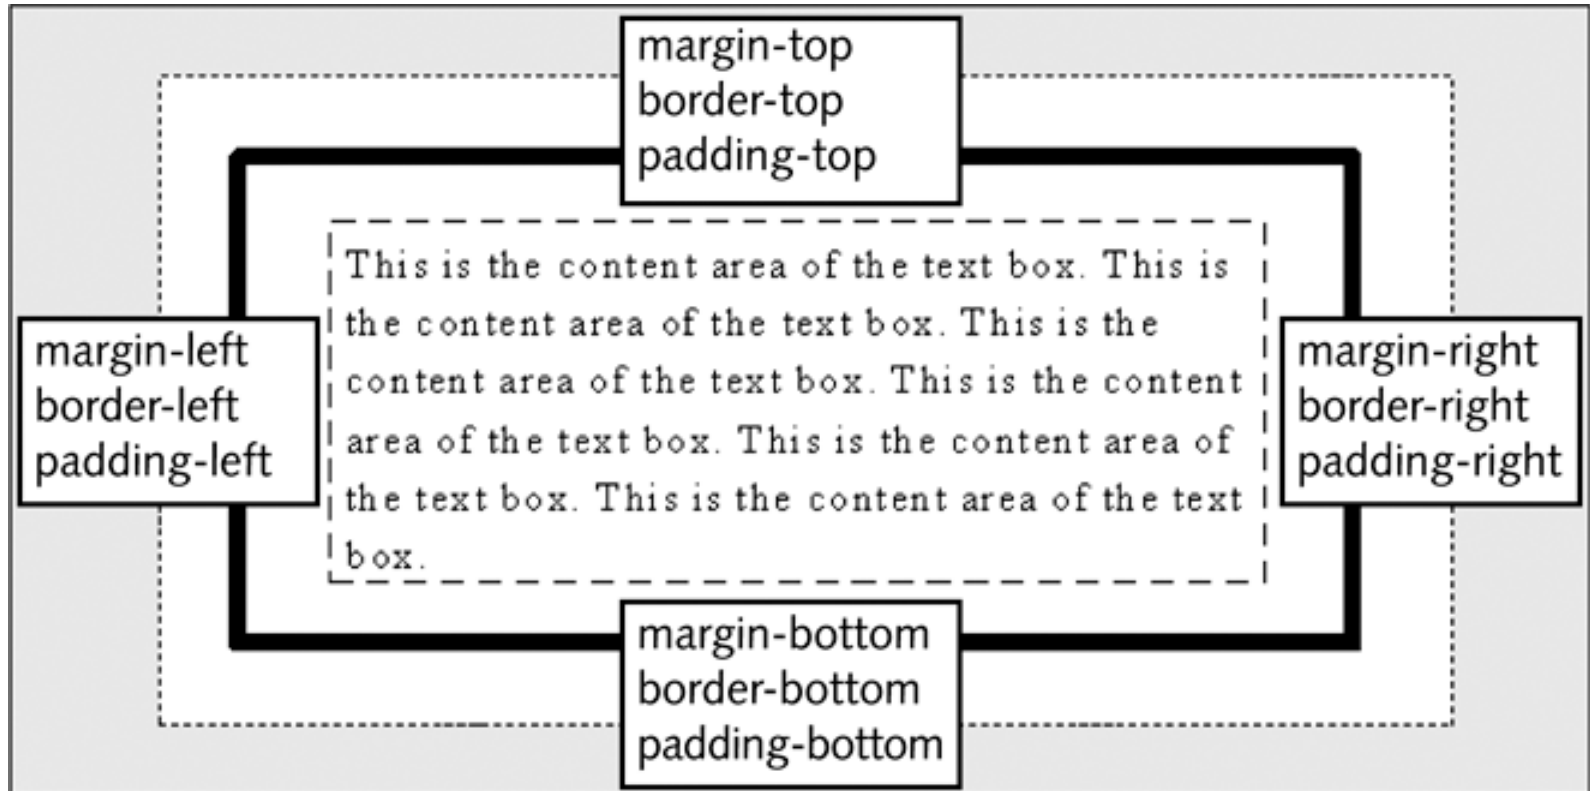 margin-top
border-top
padding-top
This is the content area of the text box. This is
the content area of the text box. This is the
content area of the text box. This is the content
area of the text box. This is the content area of
the text box. This is the content area of the text
box.
margin-left
border-left
padding-left
margin-right
border-right
padding-right
margin-bottom
border-bottom
padding-bottom